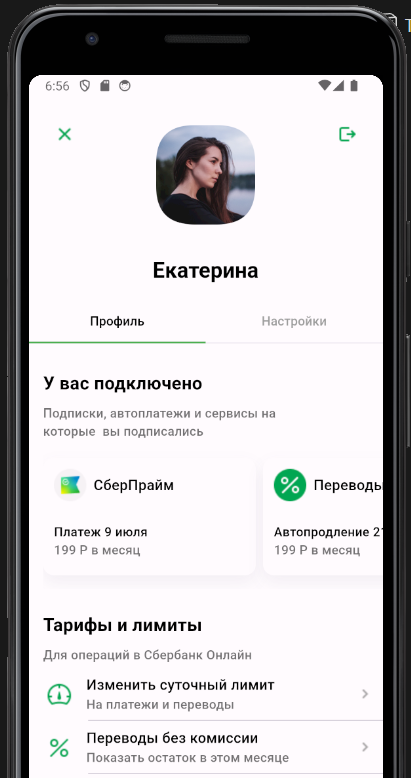 6:56
Екатерина
Профиль
Настройки
У вас подключено
Подписки, автоплатежи и сервисы на
которые вы подписались
СберПрайм
Переводы
Платеж 9 июля
199 Р в месяц
Автопродление 21
199 Р в месяц
Тарифы и лимиты
Для операций в Сбербанк Онлайн
Изменить суточный лимит
На платежи и переводы
Переводы без комиссии
Показать остаток в этом месяце